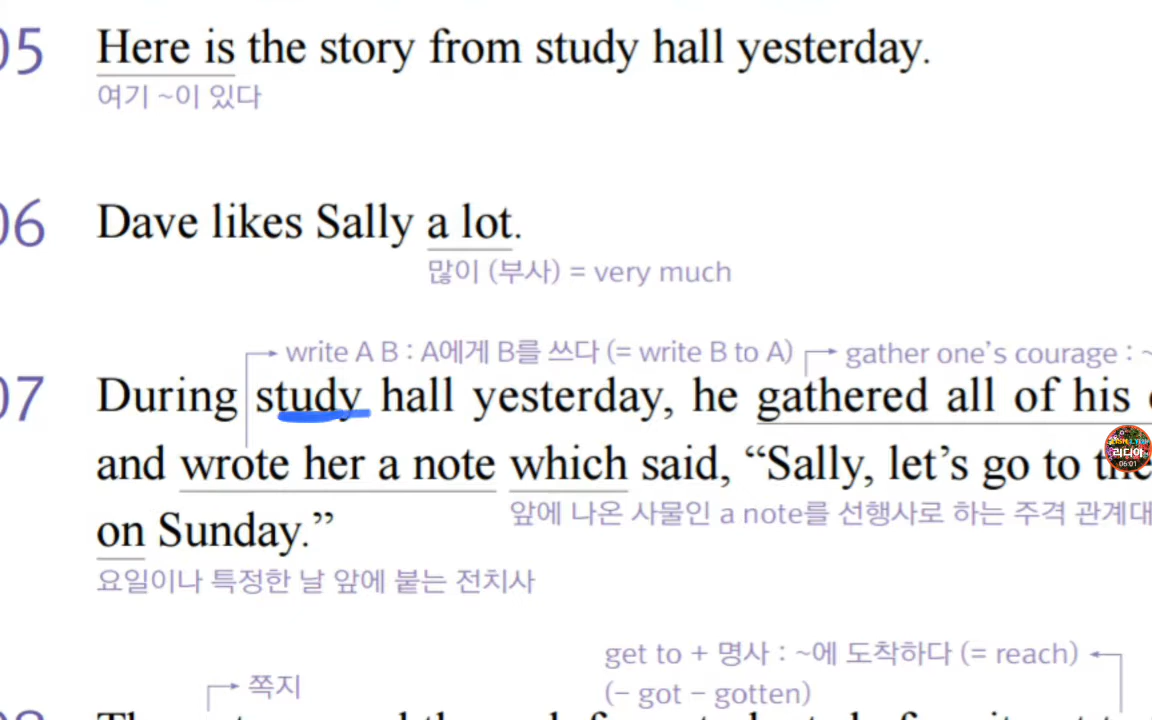 05 Here is the story from study hall yesterday.
여기 ~이 있다
06 Dave likes Sally a lot.
많이 (부사) = very much
write A B : A에게 B를 쓰다 (= write B to A) gather one's courage : ~
07 During study hall yesterday, he gathered all of his
and wrote her a note which said, “Sally, let's go to the
앞에 나온 사물인 a note를 선행사로 하는 주격 관계대
on Sunday.”
요일이나 특정한 날 앞에 붙는 전치사
get to + 명사 : ~에 도착하다 (= reach)
쪽지
(– got – gotten)
리디아
06:01